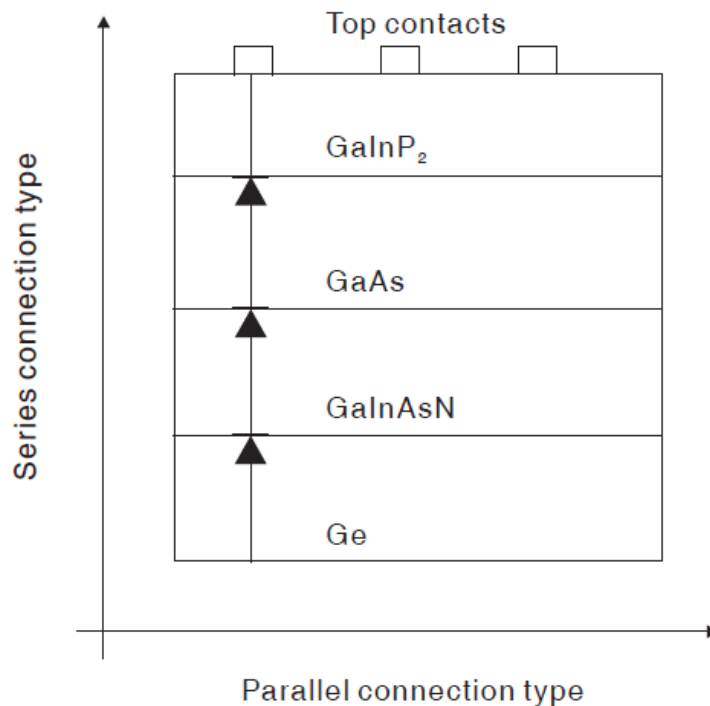 Top contacts
GaInP₂
GaAs
GaInAsN
Ge
Series connection type
Parallel connection type